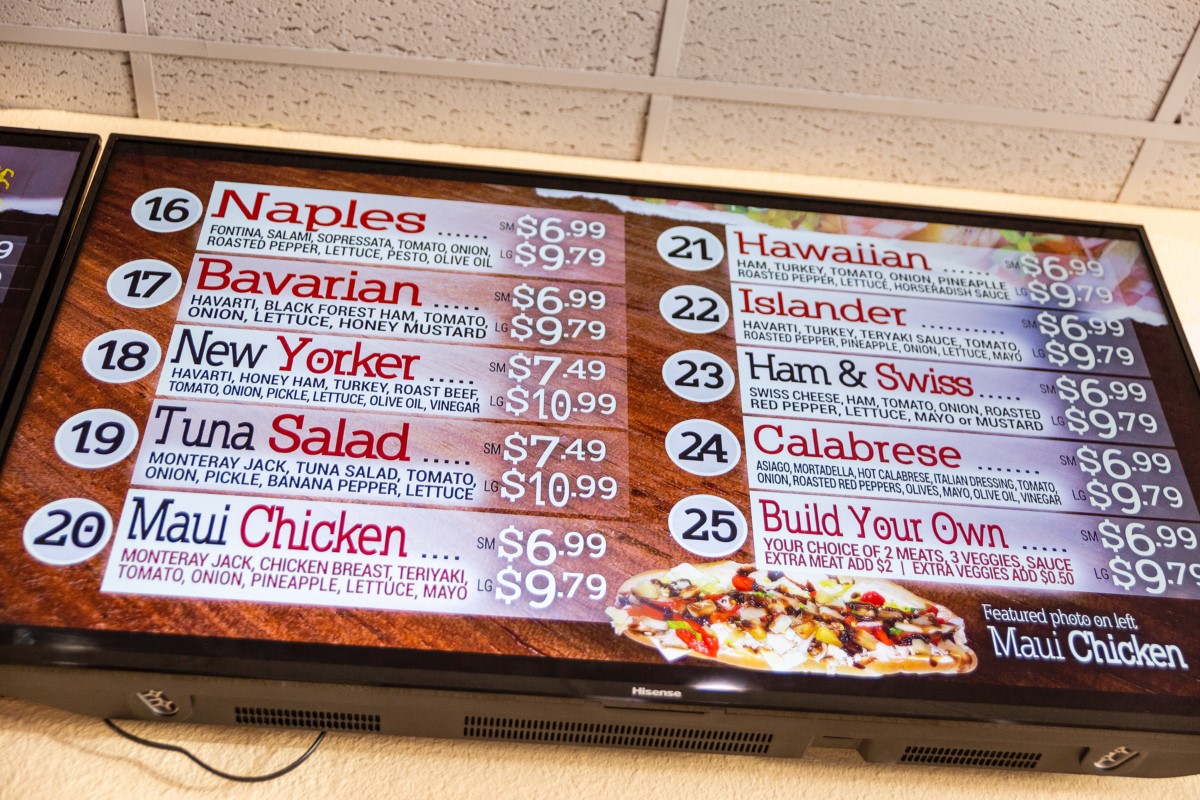 16 Naples ...... SM $6.99
FONTINA, SALAMI, SOPRESSATA, TOMATO, ONION, LG $9.79
ROASTED PEPPER, LETTUCE, PESTO, OLIVE OIL
17 Bavarian ...... SM $6.99
HAVARTI, BLACK FOREST HAM, TOMATO, LG $9.79
ONION, LETTUCE, HONEY MUSTARD
18 New Yorker ..... SM $7.49
HAVARTI, HONEY HAM, TURKEY, ROAST BEEF, LG $10.99
TOMATO, ONION, PICKLE, LETTUCE, OLIVE OIL, VINEGAR
19 Tuna Salad ..... SM $7.49
MONTERAY JACK, TUNA SALAD, TOMATO, LG $10.99
ONION, PICKLE, BANANA PEPPER, LETTUCE
20 Maui Chicken .... SM $6.99
MONTERAY JACK, CHICKEN BREAST, TERIYAKI, LG $9.79
TOMATO, ONION, PINEAPPLE, LETTUCE, MAYO
21 Hawaiian ...... SM $6.99
HAM, TURKEY, TOMATO, ONION, PINEAPLLE LG $9.79
ROASTED PEPPER, LETTUCE, HORSERADISH SAUCE
22 Islander ......... SM $6.99
HAVARTI, TURKEY, TERYAKI SAUCE, TOMATO, LG $9.79
ROASTED PEPPER, PINEAPPLE, ONION, LETTUCE, MAYO
23 Ham & Swiss ..... SM $6.99
SWISS CHEESE, HAM, TOMATO, ONION, ROASTED LG $9.79
RED PEPPER, LETTUCE, MAYO or MUSTARD
24 Calabrese ...... SM $6.99
ASIAGO, MORTADELLA, HOT CALABRESE, ITALIAN DRESSING, TOMATO, LG $9.79
ONION, ROASTED RED PEPPERS, OLIVES, MAYO, OLIVE OIL, VINEGAR
25 Build Your Own ..... SM $6.99
YOUR CHOICE OF 2 MEATS, 3 VEGGIES, SAUCE LG $9.79
EXTRA MEAT ADD $2 | EXTRA VEGGIES ADD $0.50
Featured photo on left
Maui Chicken
Hisense